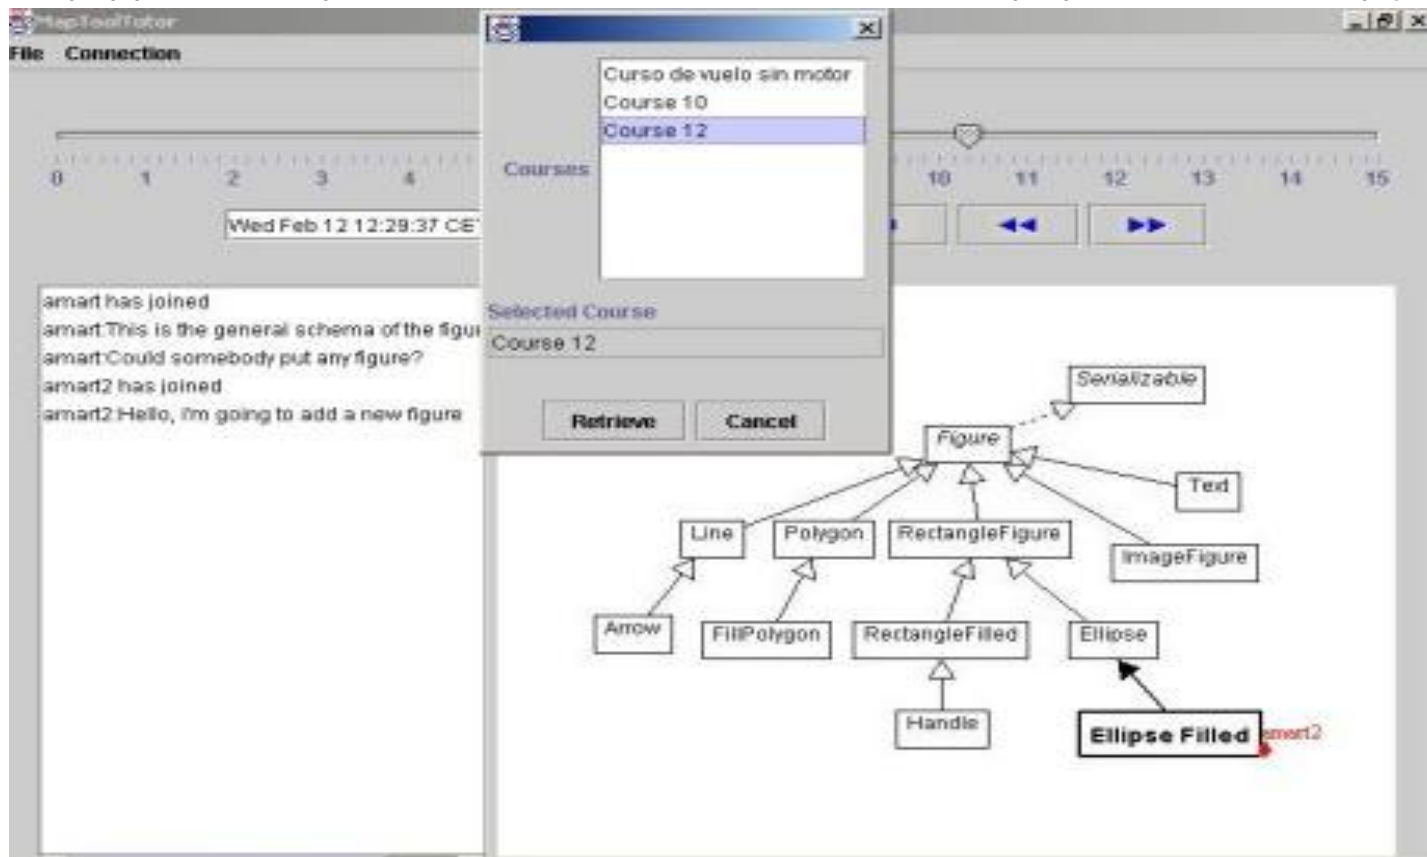 MapToolTutor
File Connection
Curso de vuelo sin motor
Course 10
Course 12
Courses
0 1 2 3 4 10 11 12 13 14 15
Wed Feb 12 12:29:37 CE
amart has joined
amart:This is the general schema of the figu
amart:Could somebody put any figure?
amart2 has joined
amart2:Hello, i'm going to add a new figure
Selected Course
Course 12
Retrieve Cancel
Serializable
Figure
Text
Line Polygon RectangleFigure
ImageFigure
Arrow FillPolygon RectangleFilled Ellipse
Handle
Ellipse Filled amart2